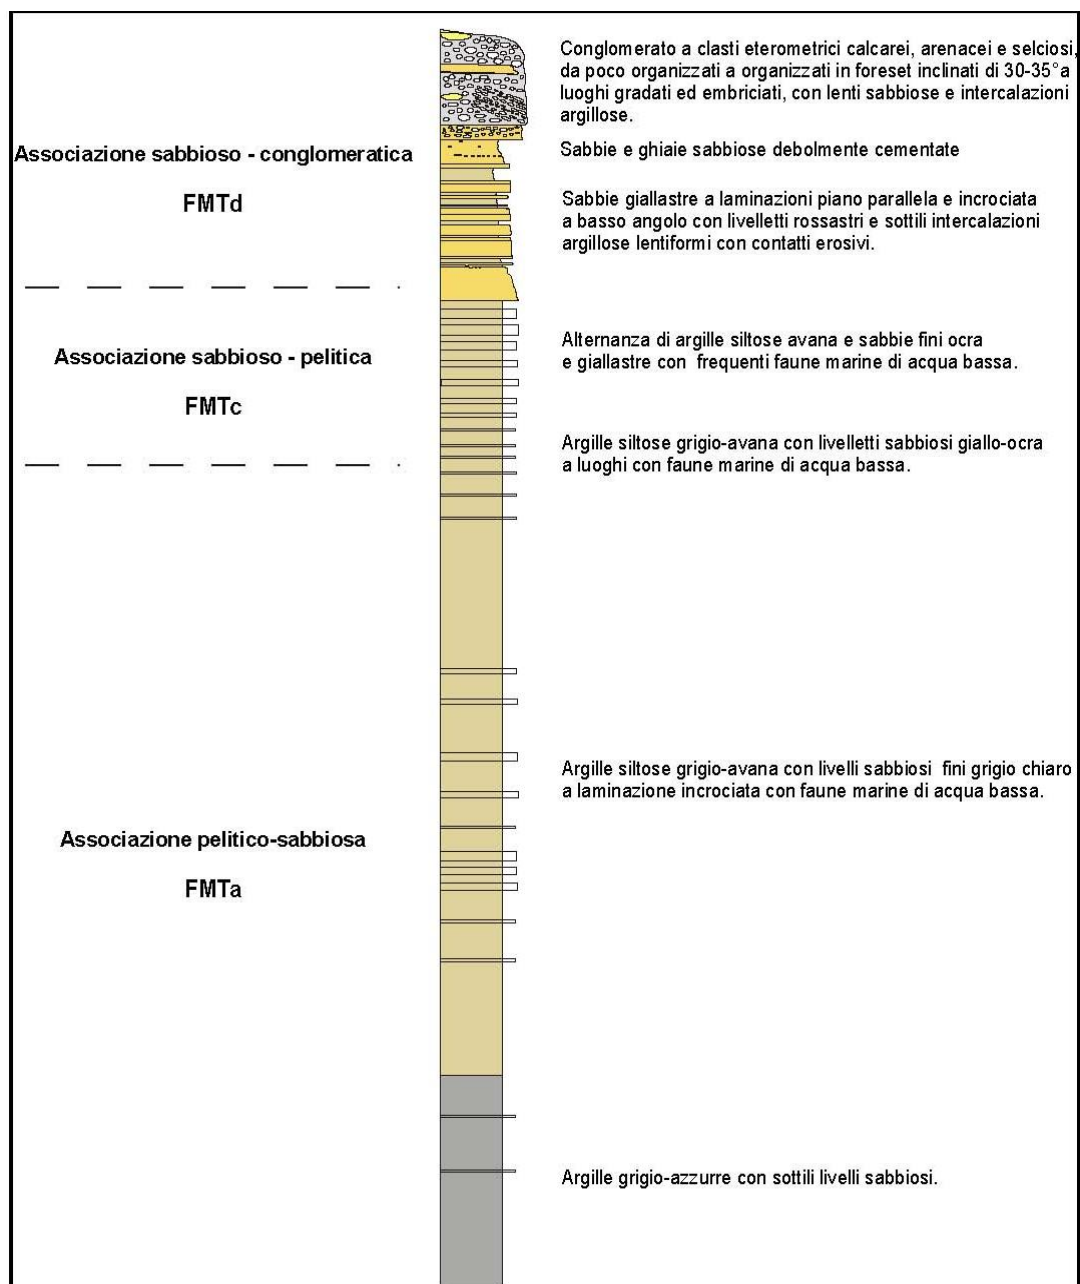 Conglomerato a clasti eterometrici calcarei, arenacei e selciosi,
da poco organizzati a organizzati in foreset inclinati di 30-35°a
luoghi gradati ed embriciati, con lenti sabbiose e intercalazioni
argillose.
Associazione sabbioso - conglomeratica
FMTd
Sabbie e ghiaie sabbiose debolmente cementate
Sabbie giallastre a laminazioni piano parallela e incrociata
a basso angolo con livelletti rossastri e sottili intercalazioni
argillose lentiformi con contatti erosivi.
Associazione sabbioso - pelitica
FMTc
Alternanza di argille siltose avana e sabbie fini ocra
e giallastre con frequenti faune marine di acqua bassa.
Argille siltose grigio-avana con livelletti sabbiosi giallo-ocra
a luoghi con faune marine di acqua bassa.
Associazione pelitico-sabbiosa
FMTa
Argille siltose grigio-avana con livelli sabbiosi fini grigio chiaro
a laminazione incrociata con faune marine di acqua bassa.
Argille grigio-azzurre con sottili livelli sabbiosi.